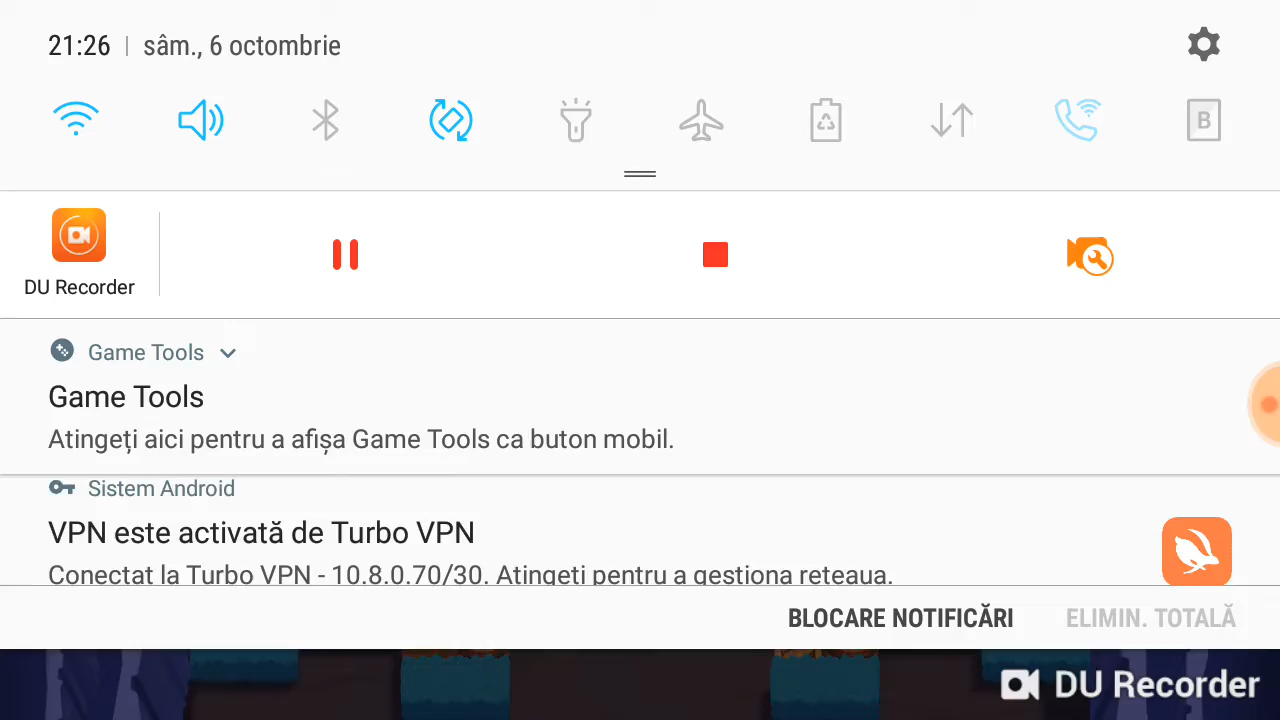 21:26 | sâm., 6 octombrie
B
DU Recorder
Game Tools
Game Tools
Atingeți aici pentru a afișa Game Tools ca buton mobil.
Sistem Android
VPN este activată de Turbo VPN
Conectat la Turbo VPN - 10.8.0.70/30. Atingeți pentru a gestiona rețeaua.
BLOCARE NOTIFICĂRI ELIMIN. TOTALĂ
DU Recorder